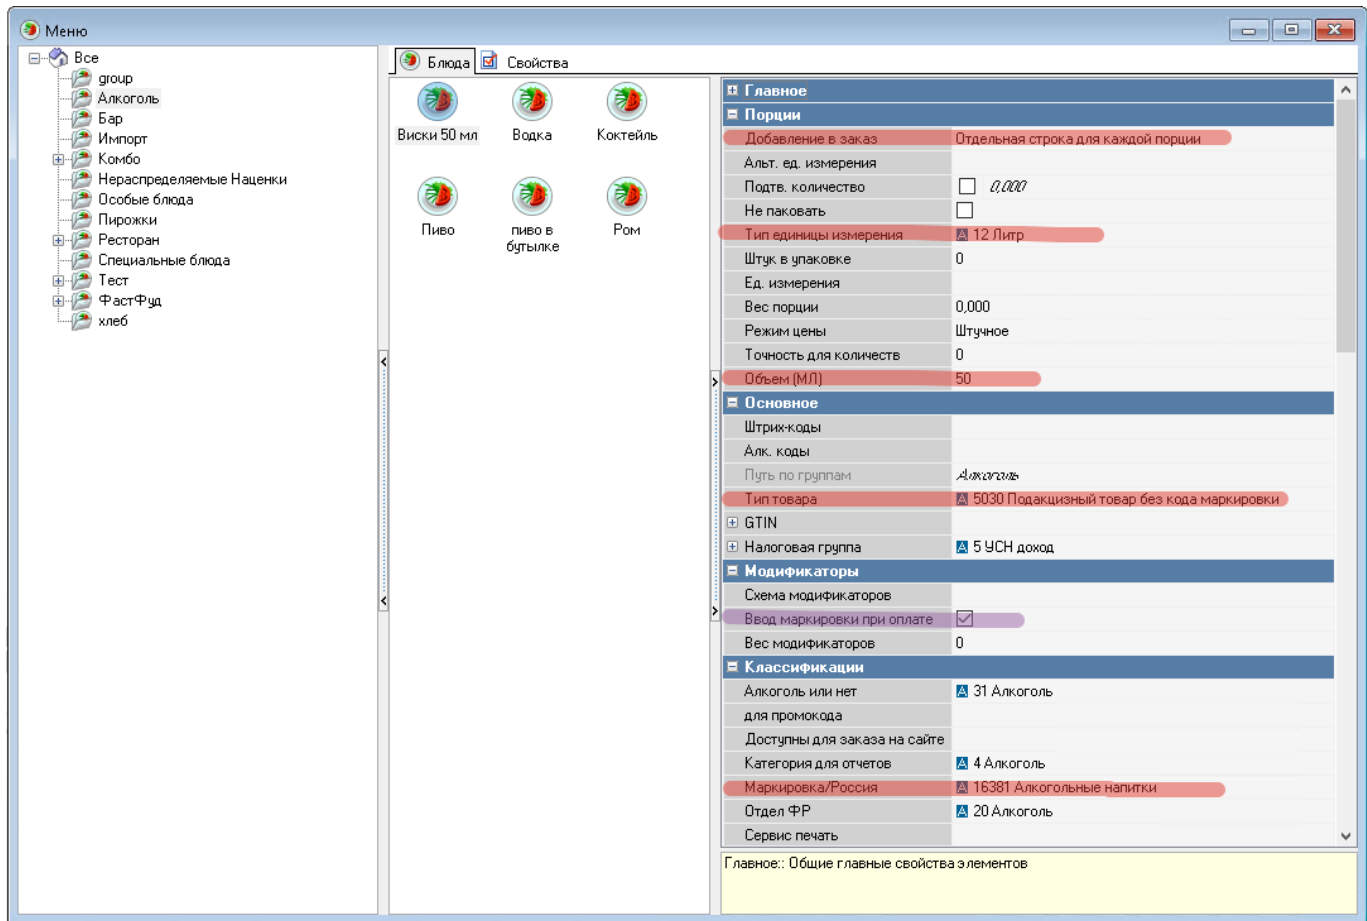 Меню
Все
group
Алкоголь
Бар
Импорт
Комбо
Нераспределяемые Наценки
Особые блюда
Пирожки
Ресторан
Специальные блюда
Тест
ФастФуд
хлеб
Блюда Свойства
Виски 50 мл Водка Коктейль
Пиво пиво в бутылке Ром
Главное
Порции
Добавление в заказ Отдельная строка для каждой порции
Альт. ед. измерения
Подтв. количество 0,000
Не паковать
Тип единицы измерения A 12 Литр
Штук в упаковке 0
Ед. измерения
Вес порции 0,000
Режим цены Штучное
Точность для количеств 0
Объем (МЛ) 50
Основное
Штрих-коды
Алк. коды
Путь по группам Алкоголь
Тип товара A 5030 Подакцизный товар без кода маркировки
GTIN
Налоговая группа A 5 УСН доход
Модификаторы
Схема модификаторов
Ввод маркировки при оплате
Вес модификаторов 0
Классификации
Алкоголь или нет A 31 Алкоголь
для промокода
Доступны для заказа на сайте
Категория для отчетов A 4 Алкоголь
Маркировка/Россия A 16381 Алкогольные напитки
Отдел ФР A 20 Алкоголь
Сервис печать
Главное:: Общие главные свойства элементов